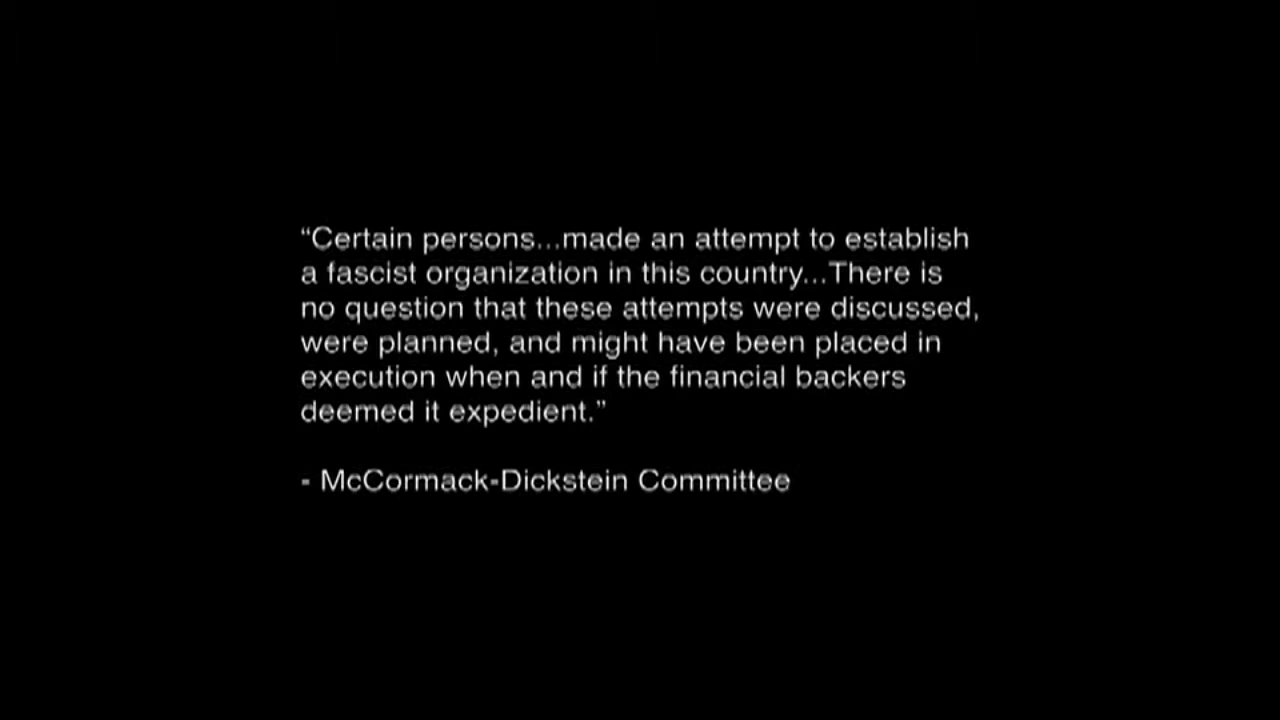 “Certain persons...made an attempt to establish
a fascist organization in this country...There is
no question that these attempts were discussed,
were planned, and might have been placed in
execution when and if the financial backers
deemed it expedient.”
- McCormack-Dickstein Committee